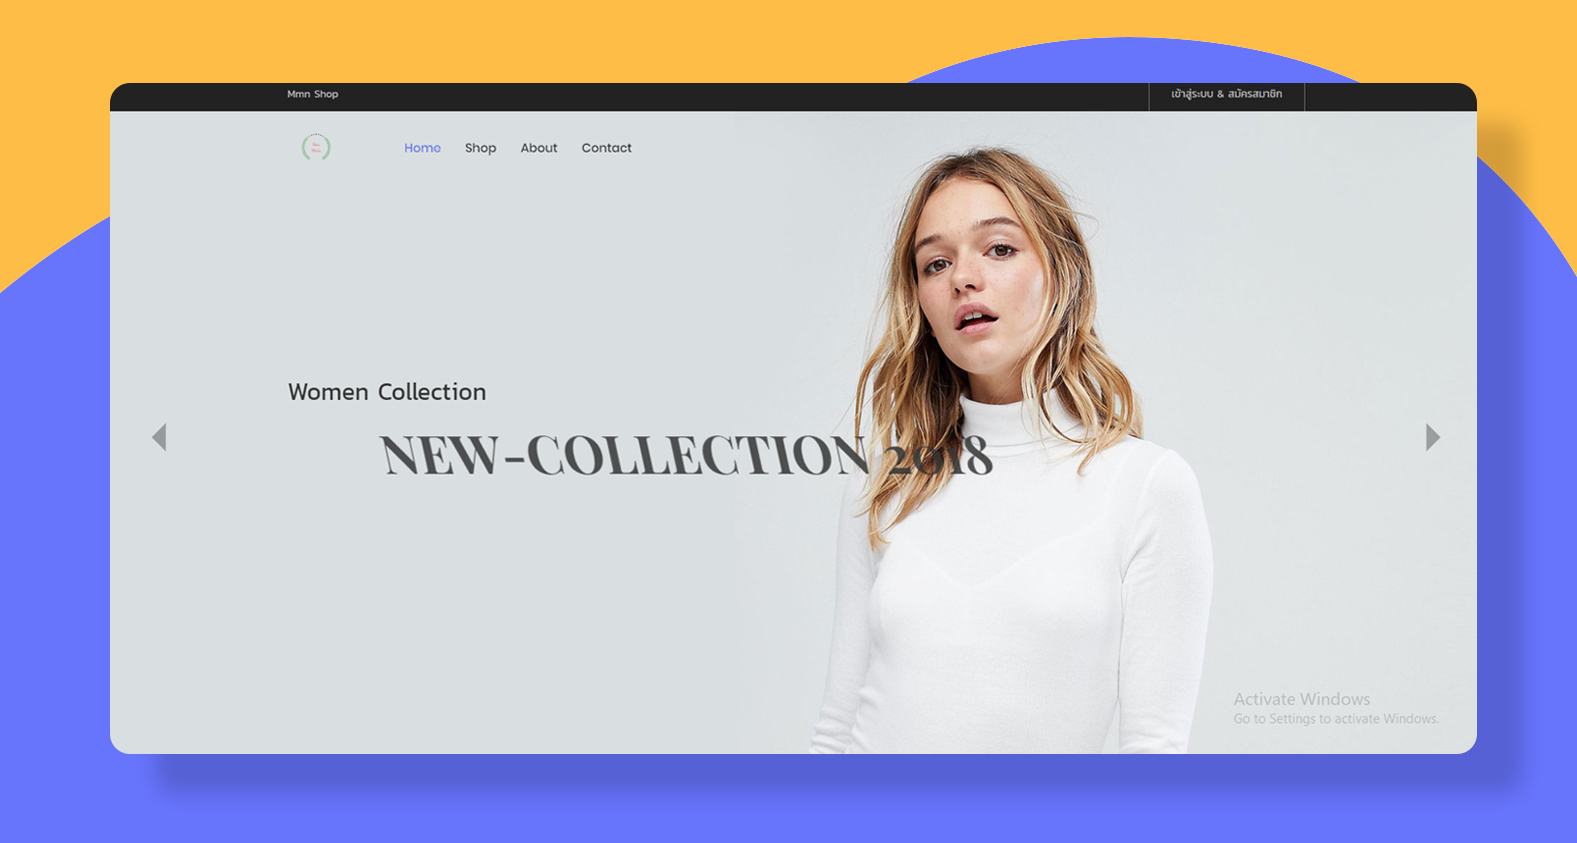 Mmn Shop
เข้าสู่ระบบ & สมัครสมาชิก
Home Shop About Contact
Women Collection
NEW-COLLECTION 2018
Activate Windows
Go to Settings to activate Windows.